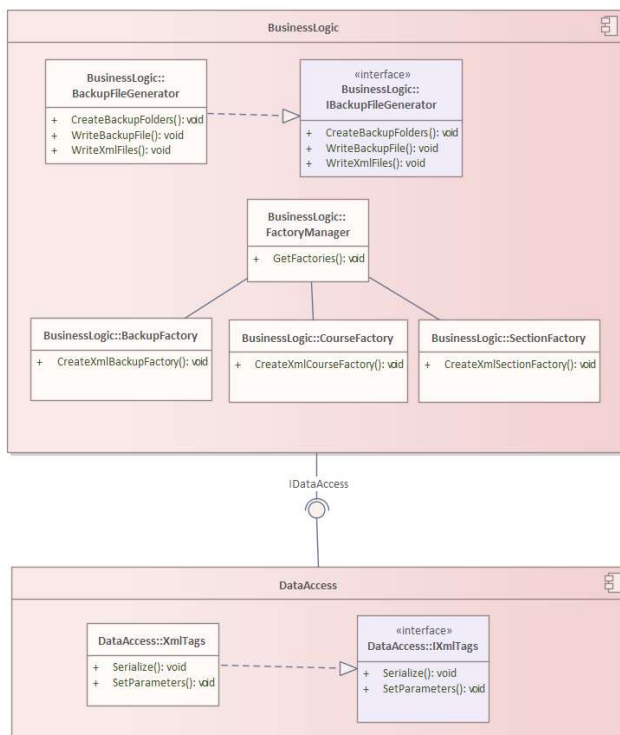 BusinessLogic
BusinessLogic::
BackupFileGenerator
+ CreateBackupFolders(): void
+ WriteBackupFile(): void
+ WriteXmlFiles(): void
«interface»
BusinessLogic::
IBackupFileGenerator
+ CreateBackupFolders(): void
+ WriteBackupFile(): void
+ WriteXmlFiles(): void
BusinessLogic::
FactoryManager
+ GetFactories(): void
BusinessLogic::BackupFactory
+ CreateXmlBackupFactory(): void
BusinessLogic::CourseFactory
+ CreateXmlCourseFactory(): void
BusinessLogic::SectionFactory
+ CreateXmlSectionFactory(): void
IDataAccess
DataAccess
DataAccess::XmlTags
+ Serialize(): void
+ SetParameters(): void
«interface»
DataAccess::IXmlTags
+ Serialize(): void
+ SetParameters(): void